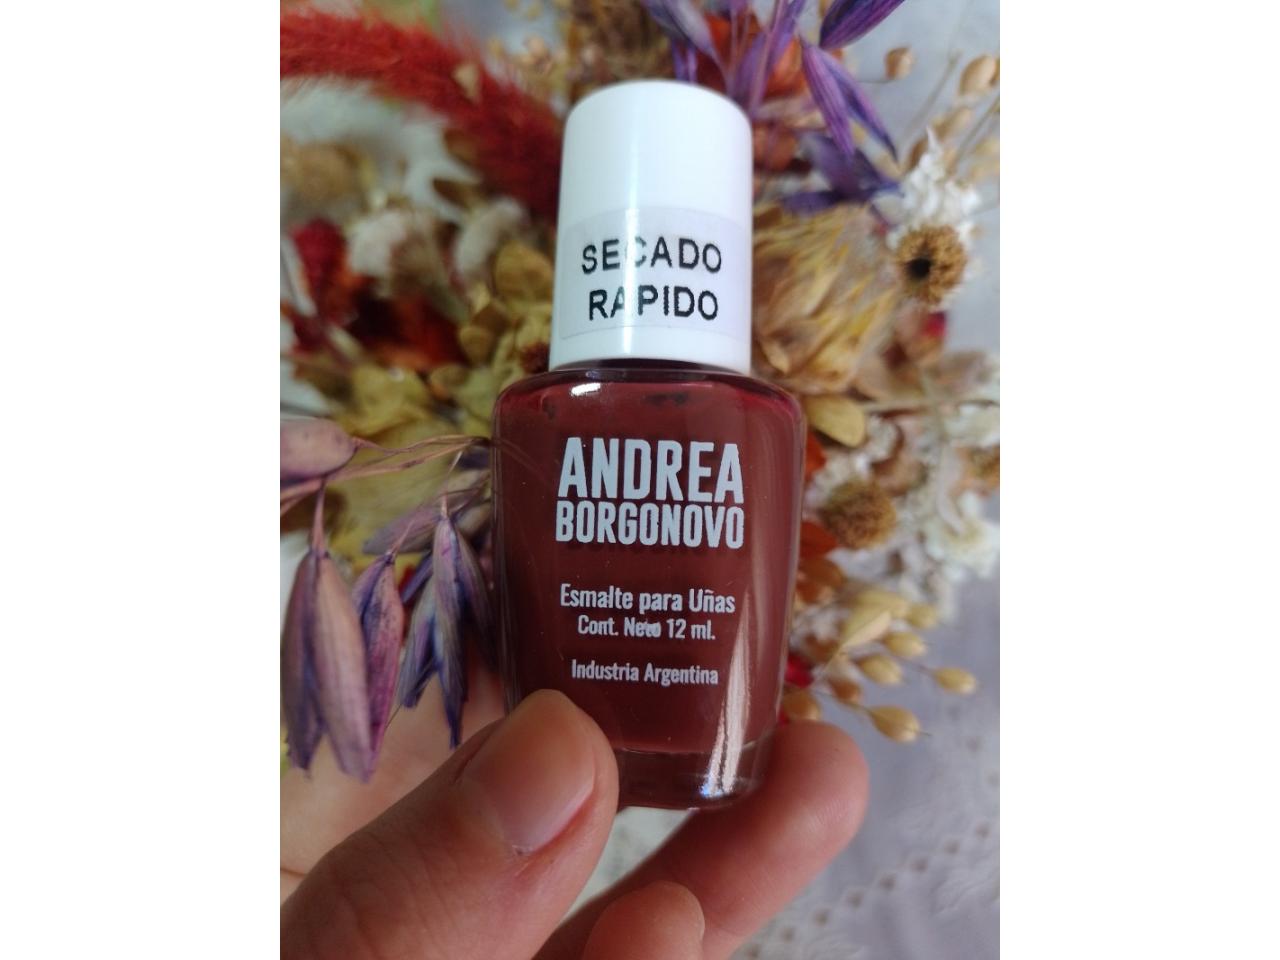 SECADO
RAPIDO
ANDREA
BORGONOVO
Esmalte para Uñas
Cont. Neto 12 ml.
Industria Argentina